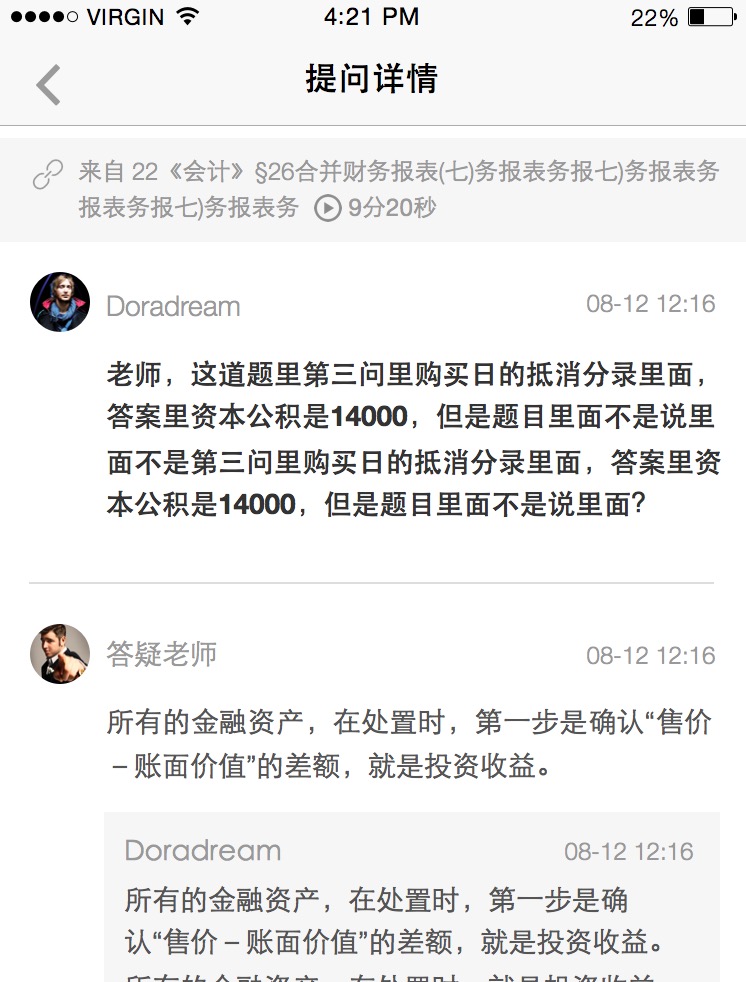 VIRGIN 4:21 PM 22%
提问详情
来自 22《会计》§26合并财务报表(七)务报表务报七)务报表务
报表务报七)务报表务 9分20秒
Doradream 08-12 12:16
老师，这道题里第三问里购买日的抵消分录里面，
答案里资本公积是14000，但是题目里面不是说里
面不是第三问里购买日的抵消分录里面，答案里资
本公积是14000，但是题目里面不是说里面？
答疑老师 08-12 12:16
所有的金融资产，在处置时，第一步是确认“售价
– 账面价值”的差额，就是投资收益。
Doradream 08-12 12:16
所有的金融资产，在处置时，第一步是确
认“售价 – 账面价值”的差额，就是投资收益。